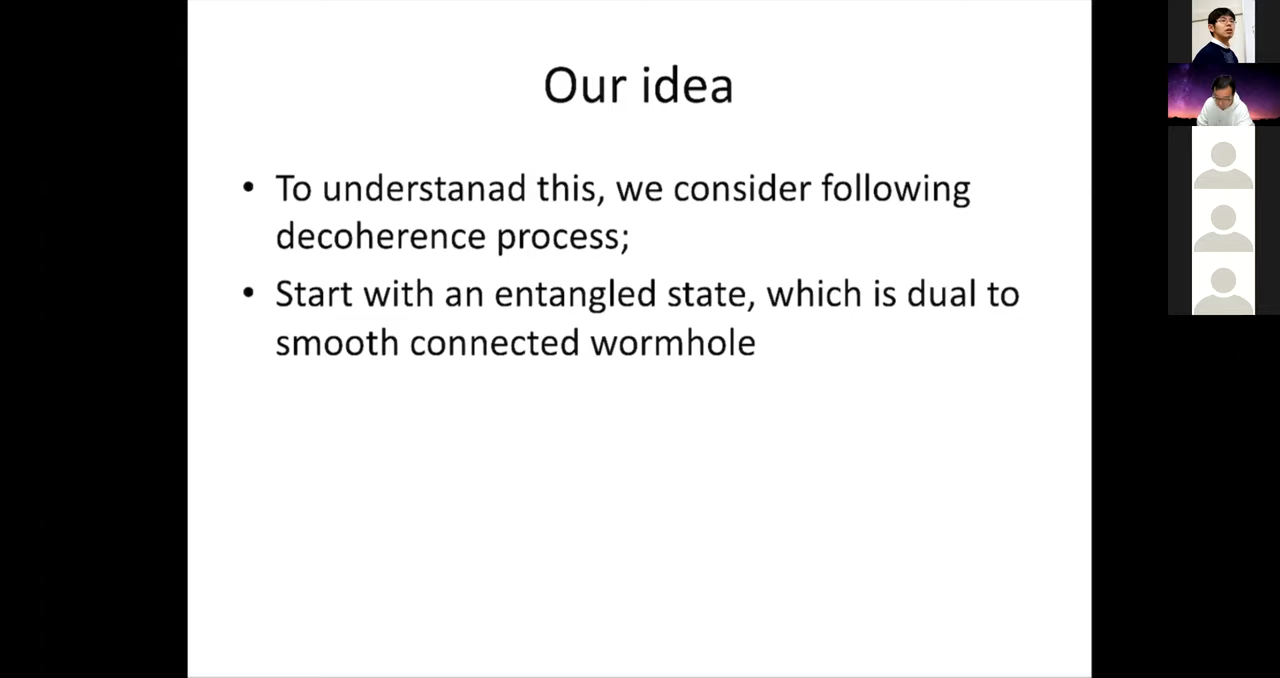 Our idea
• To understanad this, we consider following
decoherence process;
• Start with an entangled state, which is dual to
smooth connected wormhole